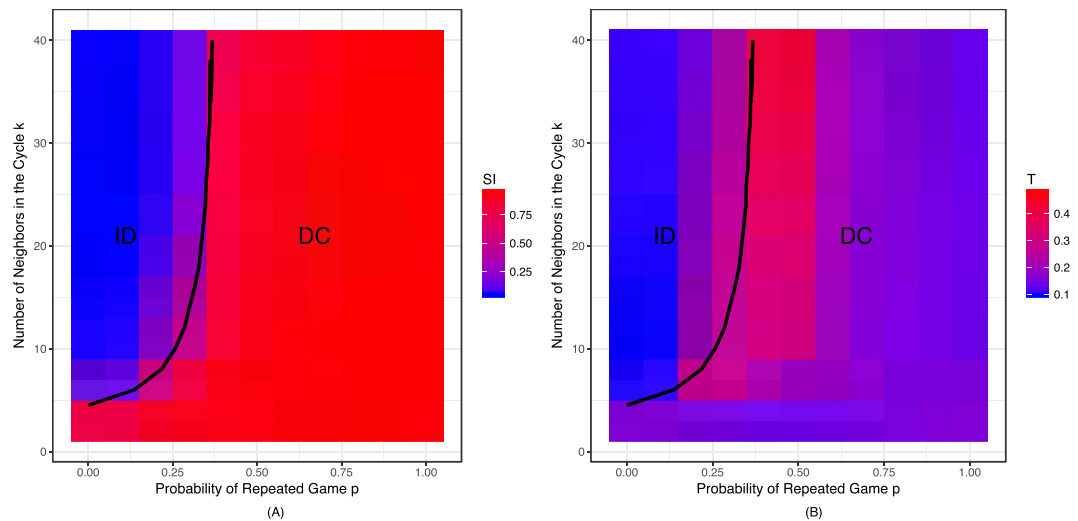 Number of Neighbors in the Cycle k
40
30
20
10
0
ID
DC
0.00
0.25
0.50
0.75
1.00
Probability of Repeated Game p
(A)
SI
0.75
0.50
0.25
Number of Neighbors in the Cycle k
40
30
20
10
0
ID
DC
0.00
0.25
0.50
0.75
1.00
Probability of Repeated Game p
(B)
T
0.4
0.3
0.2
0.1